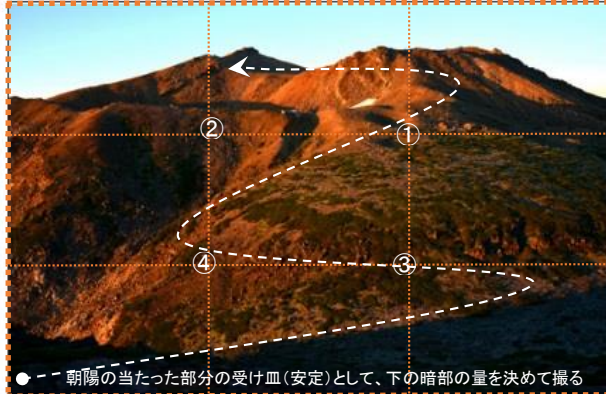 ②
①
④
③
朝陽の当たった部分の受け皿(安定)として、下の暗部の量を決めて撮る